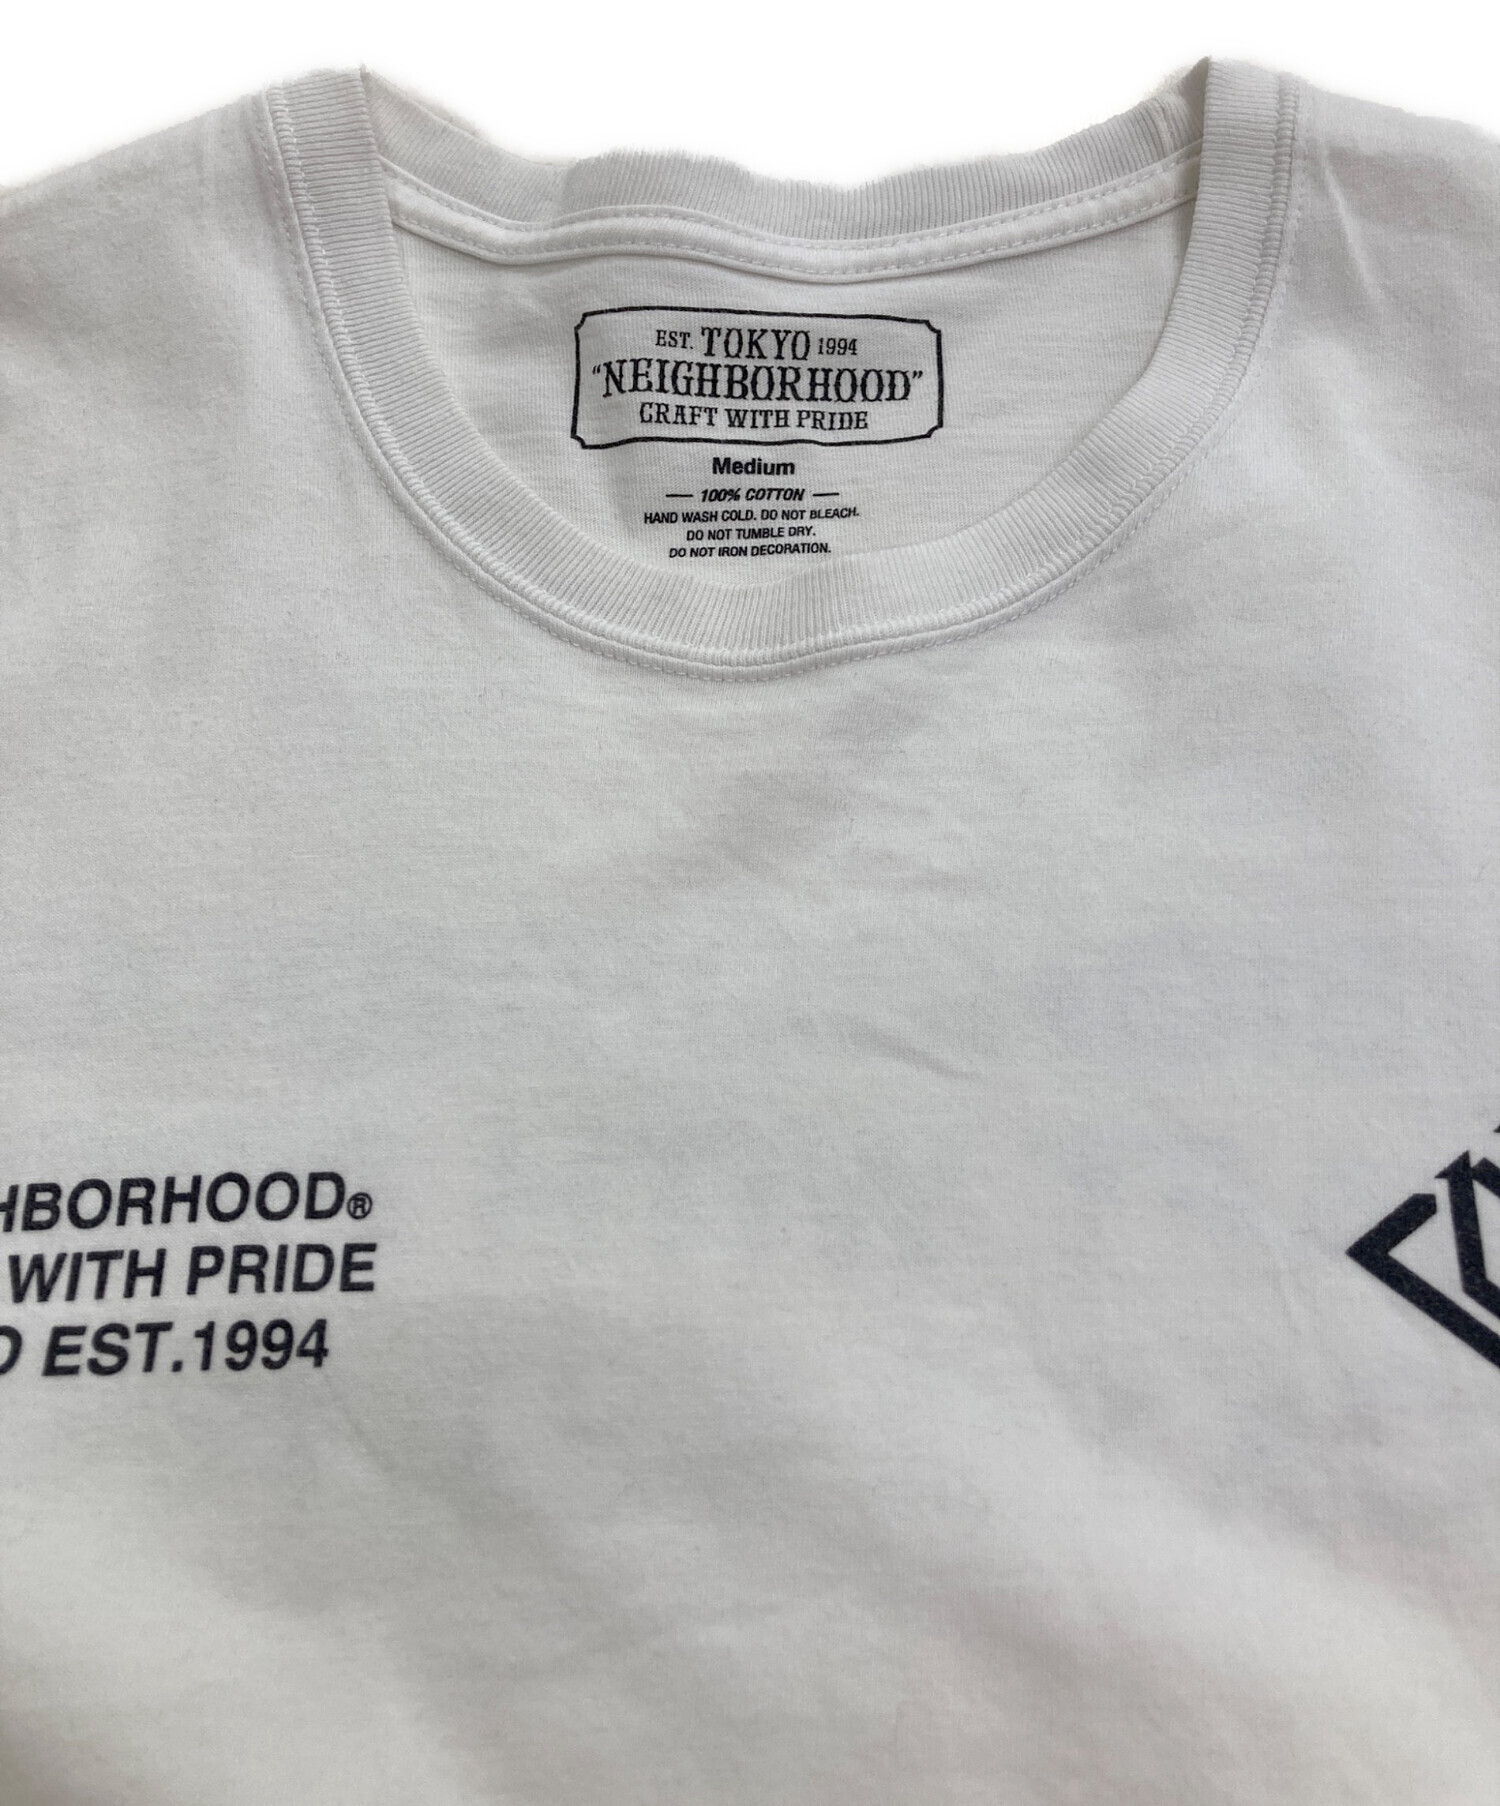 EST. TOKYO 1994
"NEIGHBORHOOD"
CRAFT WITH PRIDE
Medium
100% COTTON
HAND WASH COLD. DO NOT BLEACH.
DO NOT TUMBLE DRY.
DO NOT IRON DECORATION.
HBORHOOD®
WITH PRIDE
D EST.1994